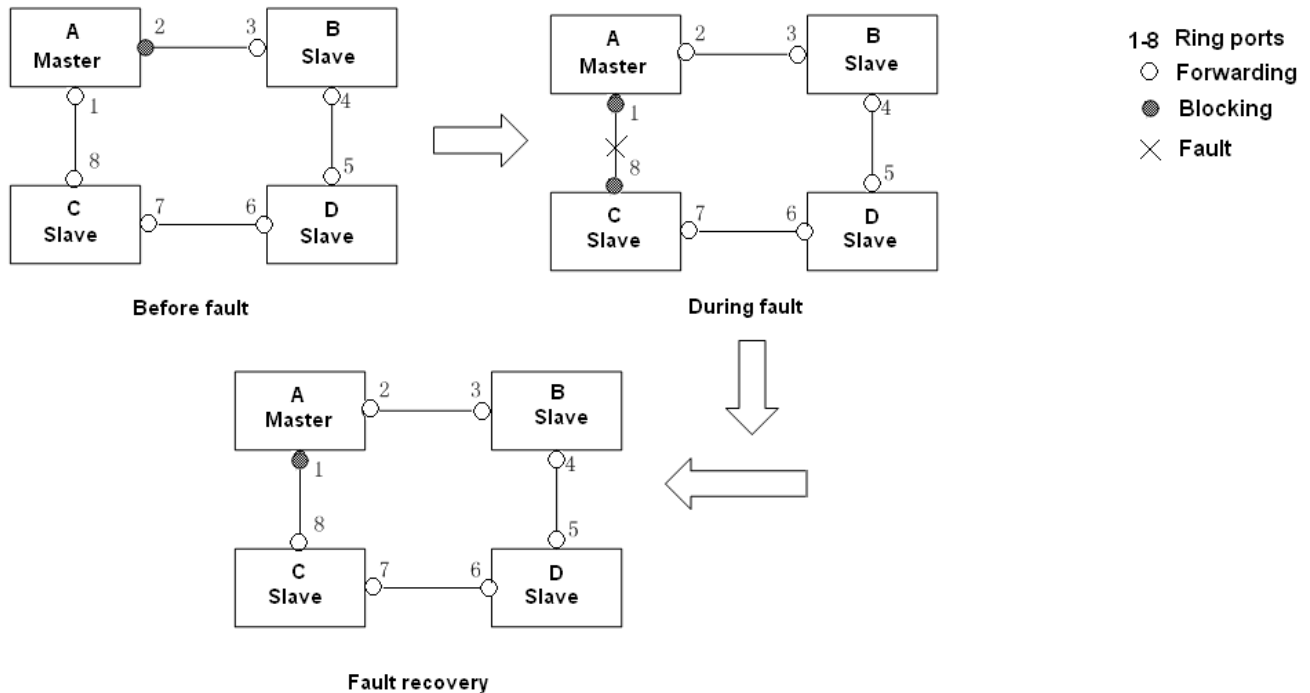 A
Master
2
3
B
Slave
1
4
8
5
C
Slave
7
6
D
Slave
Before fault
A
Master
2
3
B
Slave
1
4
8
5
C
Slave
7
6
D
Slave
During fault
1-8 Ring ports
Forwarding
Blocking
Fault
A
Master
2
3
B
Slave
1
4
8
5
C
Slave
7
6
D
Slave
Fault recovery